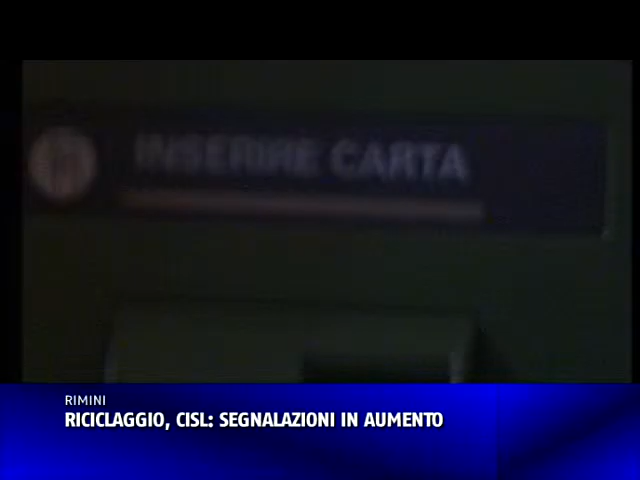 INSERIRE CARTA
RIMINI
RICICLAGGIO, CISL: SEGNALAZIONI IN AUMENTO